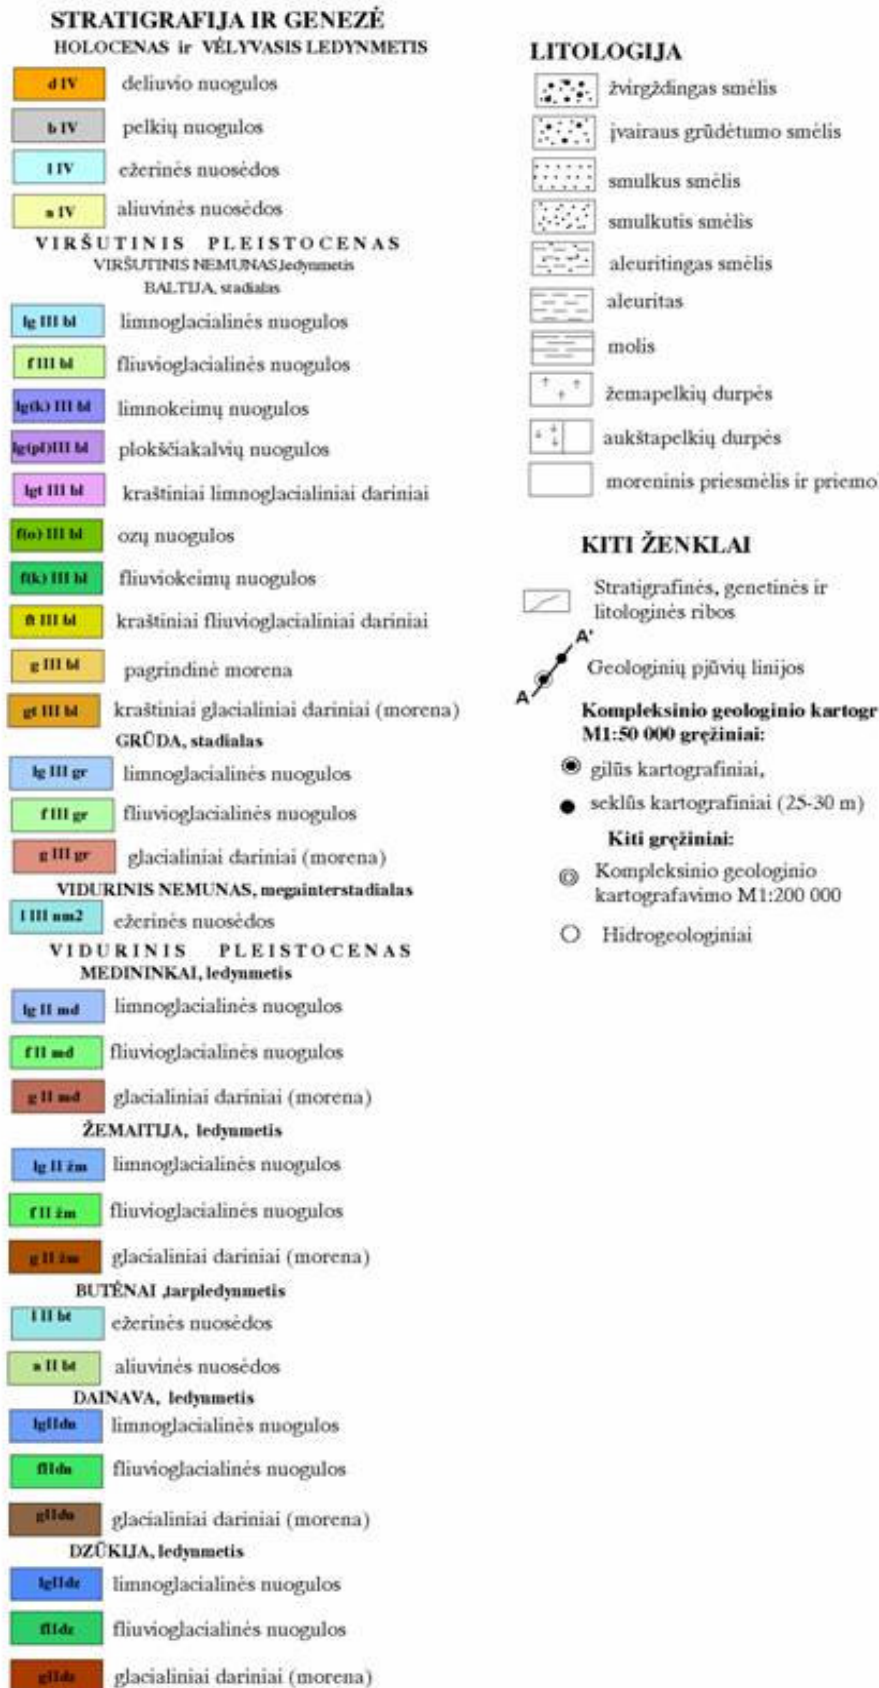 STRATIGRAFIJA IR GENEZĖ
HOLOCENAS ir VĖLYVASIS LEDYNMETIS
d IV deliuvio nuogulos
b IV pelkių nuogulos
l IV ežerinės nuosėdos
a IV aliuvinės nuosėdos
VIRŠUTINIS PLEISTOCENAS
VIRŠUTINIS NEMUNAS,ledynmetis
BALTIJA, stadialas
lg III bl limnoglacialinės nuogulos
f III bl fliuvioglacialinės nuogulos
lg(k) III bl limnokeimų nuogulos
lg(pl)III bl plokščiakalvių nuogulos
lgt III bl kraštiniai limnoglacialiniai dariniai
f(o) III bl ozų nuogulos
f(k) III bl fliuviokeimų nuogulos
ft III bl kraštiniai fliuvioglacialiniai dariniai
g III bl pagrindinė morena
gt III bl kraštiniai glacialiniai dariniai (morena)
GRŪDA, stadialas
lg III gr limnoglacialinės nuogulos
f III gr fliuvioglacialinės nuogulos
g III gr glacialiniai dariniai (morena)
VIDURINIS NEMUNAS, megainterstadialas
l III nm2 ežerinės nuosėdos
VIDURINIS PLEISTOCENAS
MEDININKAI, ledynmetis
lg II md limnoglacialinės nuogulos
f II md fliuvioglacialinės nuogulos
g II md glacialiniai dariniai (morena)
ŽEMAITIJA, ledynmetis
lg II žm limnoglacialinės nuogulos
f II žm fliuvioglacialinės nuogulos
g II žm glacialiniai dariniai (morena)
BUTĖNAI ,tarpledynmetis
l II bt ežerinės nuosėdos
a II bt aliuvinės nuosėdos
DAINAVA, ledynmetis
lgIIdn limnoglacialinės nuogulos
fIIdn fliuvioglacialinės nuogulos
gIIdn glacialiniai dariniai (morena)
DZŪKIJA, ledynmetis
lgIIdz limnoglacialinės nuogulos
fIIdz fliuvioglacialinės nuogulos
gIIdz glacialiniai dariniai (morena)
LITOLOGIJA
žvirgždingas smėlis
įvairaus grūdėtumo smėlis
smulkus smėlis
smulkutis smėlis
aleuritingas smėlis
aleuritas
molis
žemapelkių durpės
aukštapelkių durpės
moreninis priesmėlis ir priemo
KITI ŽENKLAI
Stratigrafinės, genetinės ir
litologinės ribos
A'
Geologinių pjūvių linijos
A
Kompleksinio geologinio kartogr
M1:50 000 gręžiniai:
gilūs kartografiniai,
seklūs kartografiniai (25-30 m)
Kiti gręžiniai:
Kompleksinio geologinio
kartografavimo M1:200 000
Hidrogeologiniai